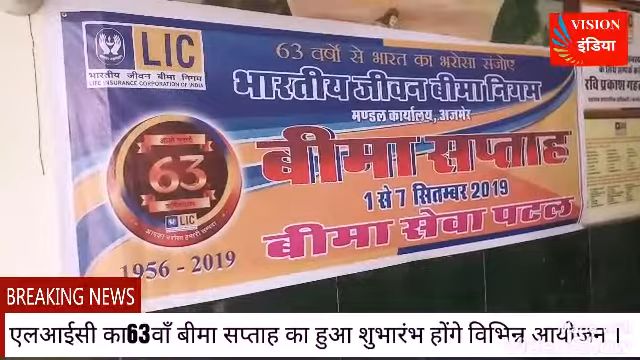 VISION
इंडिया
LIC
भारतीय जीवन बीमा निगम
LIFE INSURANCE CORPORATION OF INDIA
63 वर्षो से भारत का भरोसा संजोए
भारतीय जीवन बीमा निगम
मण्डल कार्यालय, अजमेर
बीमा सप्ताह
1 से 7 सितम्बर 2019
बीमा सेवा पटल
63
LIC
1956 - 2019
रवि प्रकाश
BREAKING NEWS
एलआईसी का63वाँ बीमा सप्ताह का हुआ शुभारंभ होंगे विभिन्न आयोजन ।